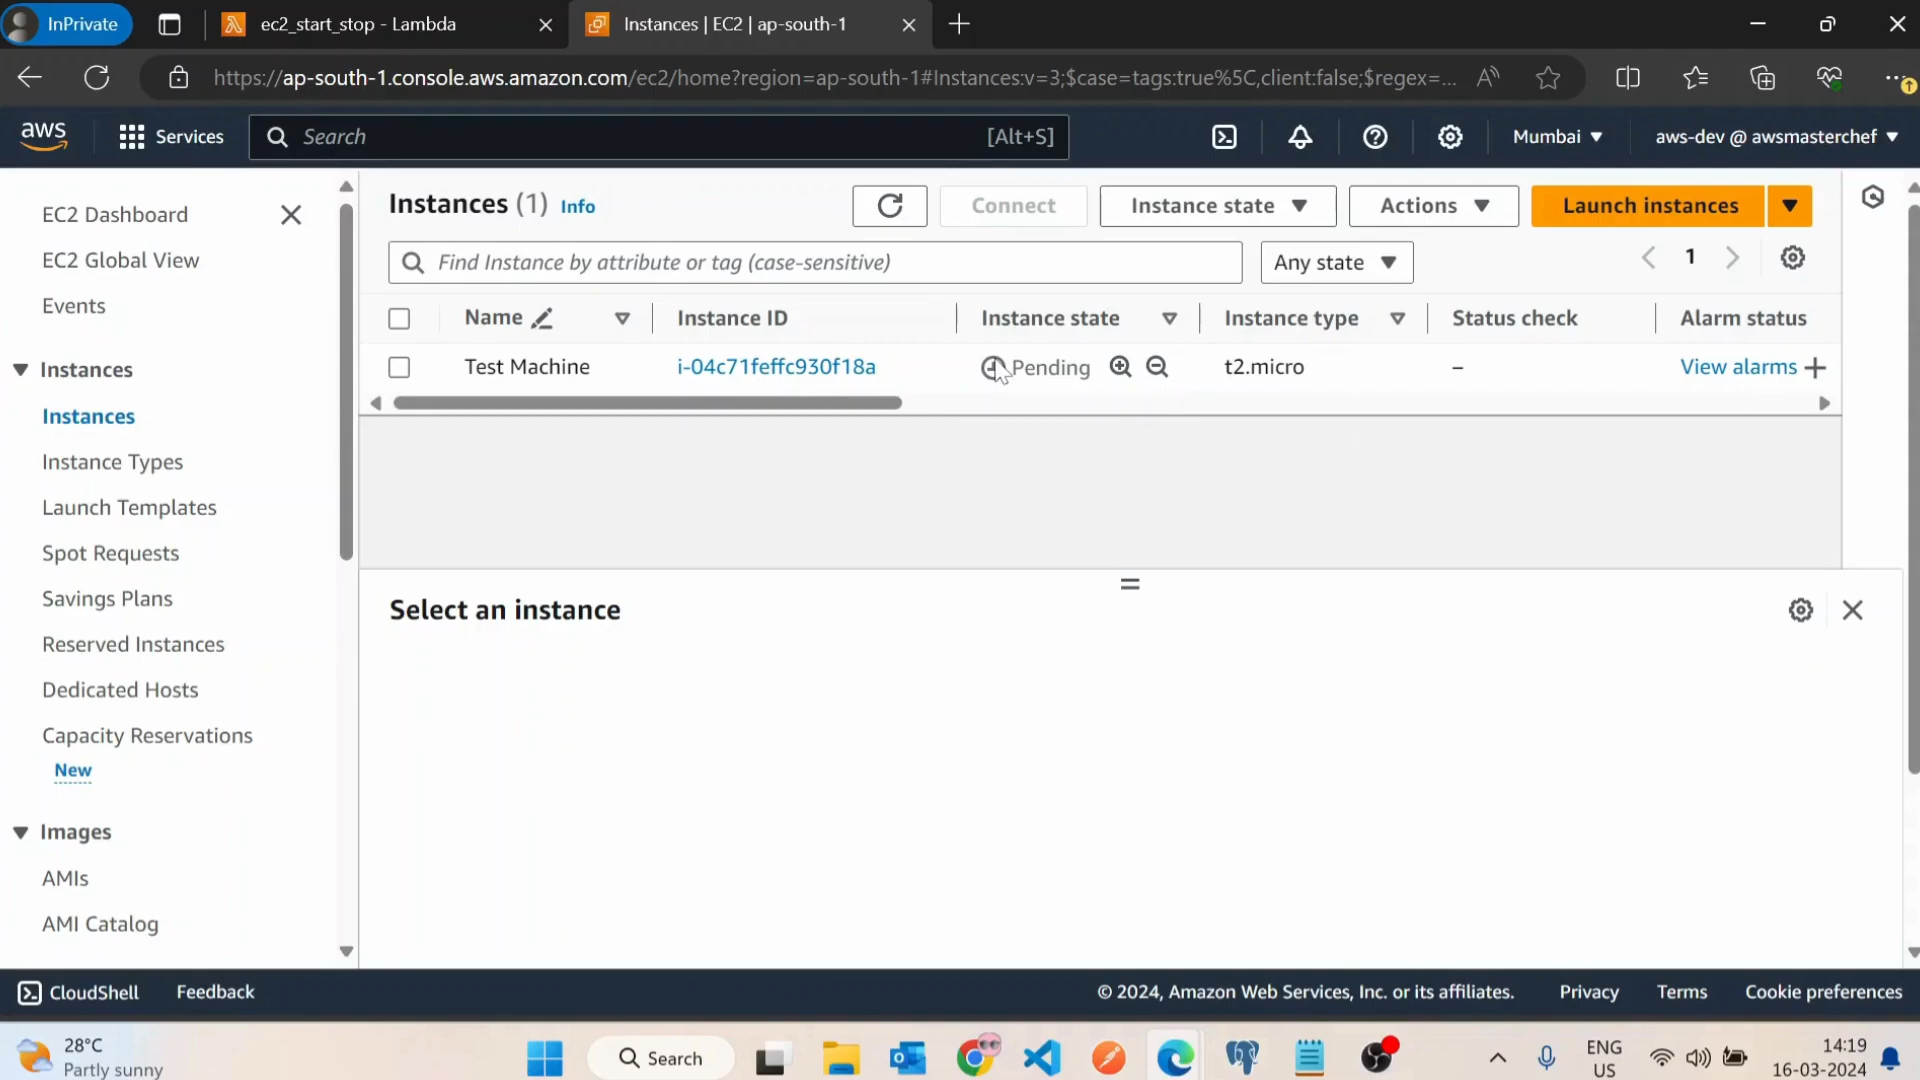 InPrivate
ec2_start_stop - Lambda
Instances | EC2 | ap-south-1
https://ap-south-1.console.aws.amazon.com/ec2/home?region=ap-south-1#Instances:v=3;$case=tags:true%5C,client:false;$regex=...
aws
Services
Search
[Alt+S]
Mumbai
aws-dev @ awsmasterchef
EC2 Dashboard
EC2 Global View
Events
Instances
Instances
Instance Types
Launch Templates
Spot Requests
Savings Plans
Reserved Instances
Dedicated Hosts
Capacity Reservations
New
Images
AMIs
AMI Catalog
Instances (1) Info
Connect
Instance state
Actions
Launch instances
Find Instance by attribute or tag (case-sensitive)
Any state
1
Name
Instance ID
Instance state
Instance type
Status check
Alarm status
Test Machine
i-04c71feffc930f18a
Pending
t2.micro
–
View alarms
Select an instance
CloudShell
Feedback
© 2024, Amazon Web Services, Inc. or its affiliates.
Privacy
Terms
Cookie preferences
28°C
Partly sunny
Search
ENG
US
14:19
16-03-2024